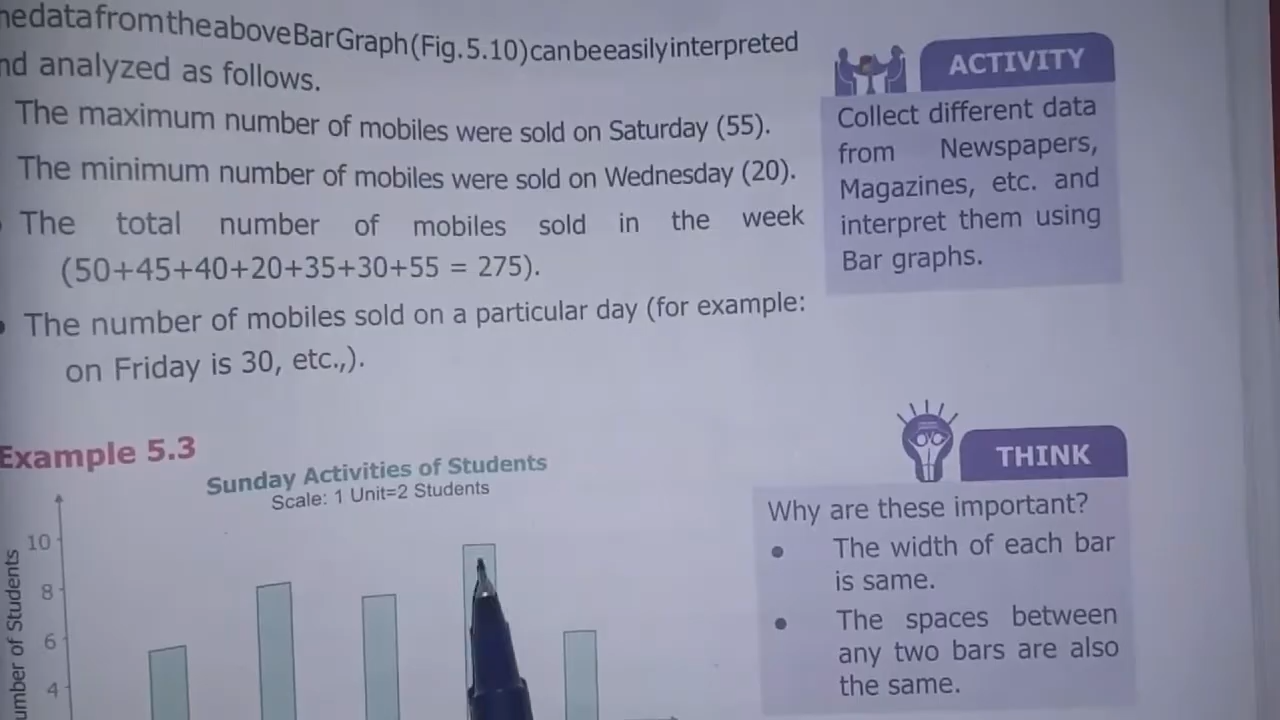 nedatafromtheaboveBarGraph(Fig.5.10)canbeeasilyinterpreted
nd analyzed as follows.
The maximum number of mobiles were sold on Saturday (55).
The minimum number of mobiles were sold on Wednesday (20).
The total number of mobiles sold in the week
(50+45+40+20+35+30+55 = 275).
The number of mobiles sold on a particular day (for example:
on Friday is 30, etc.,).
ACTIVITY
Collect different data
from Newspapers,
Magazines, etc. and
interpret them using
Bar graphs.
Example 5.3
Sunday Activities of Students
Scale: 1 Unit=2 Students
10
8
6
4
umber of Students
THINK
Why are these important?
• The width of each bar
is same.
• The spaces between
any two bars are also
the same.